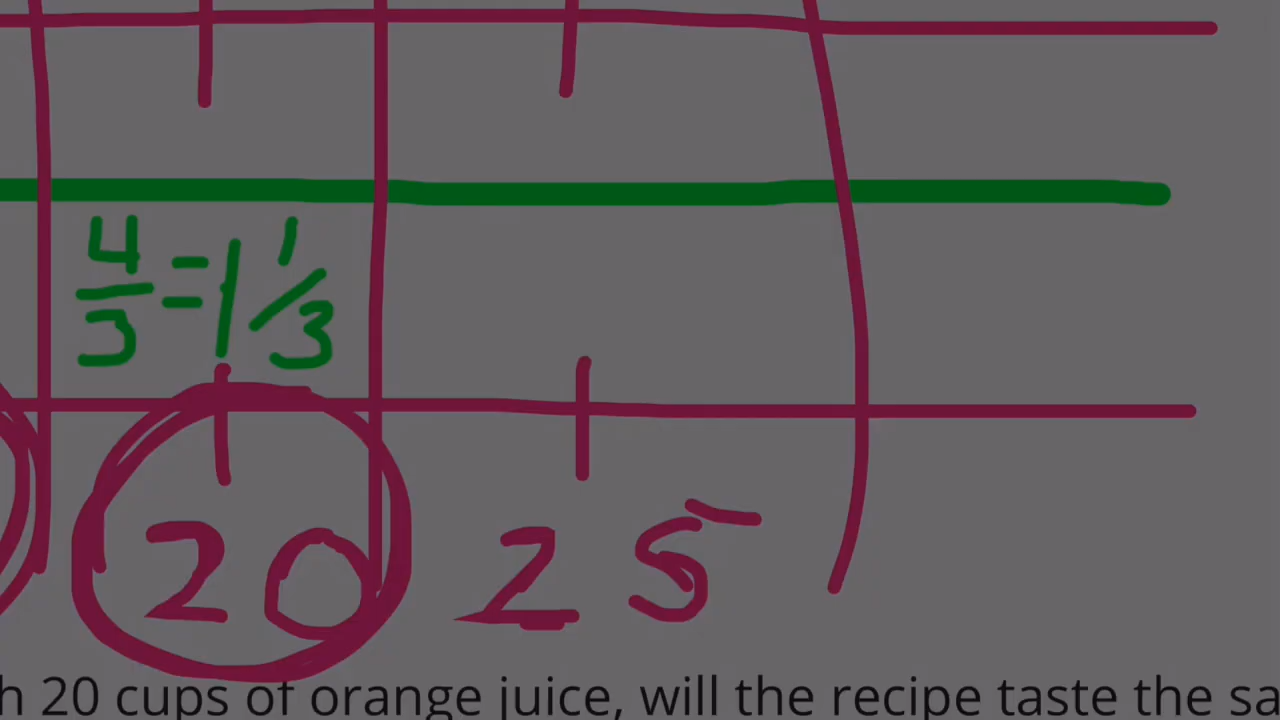 4/3 = 1 1/3
20 25
h 20 cups of orange juice, will the recipe taste the sa